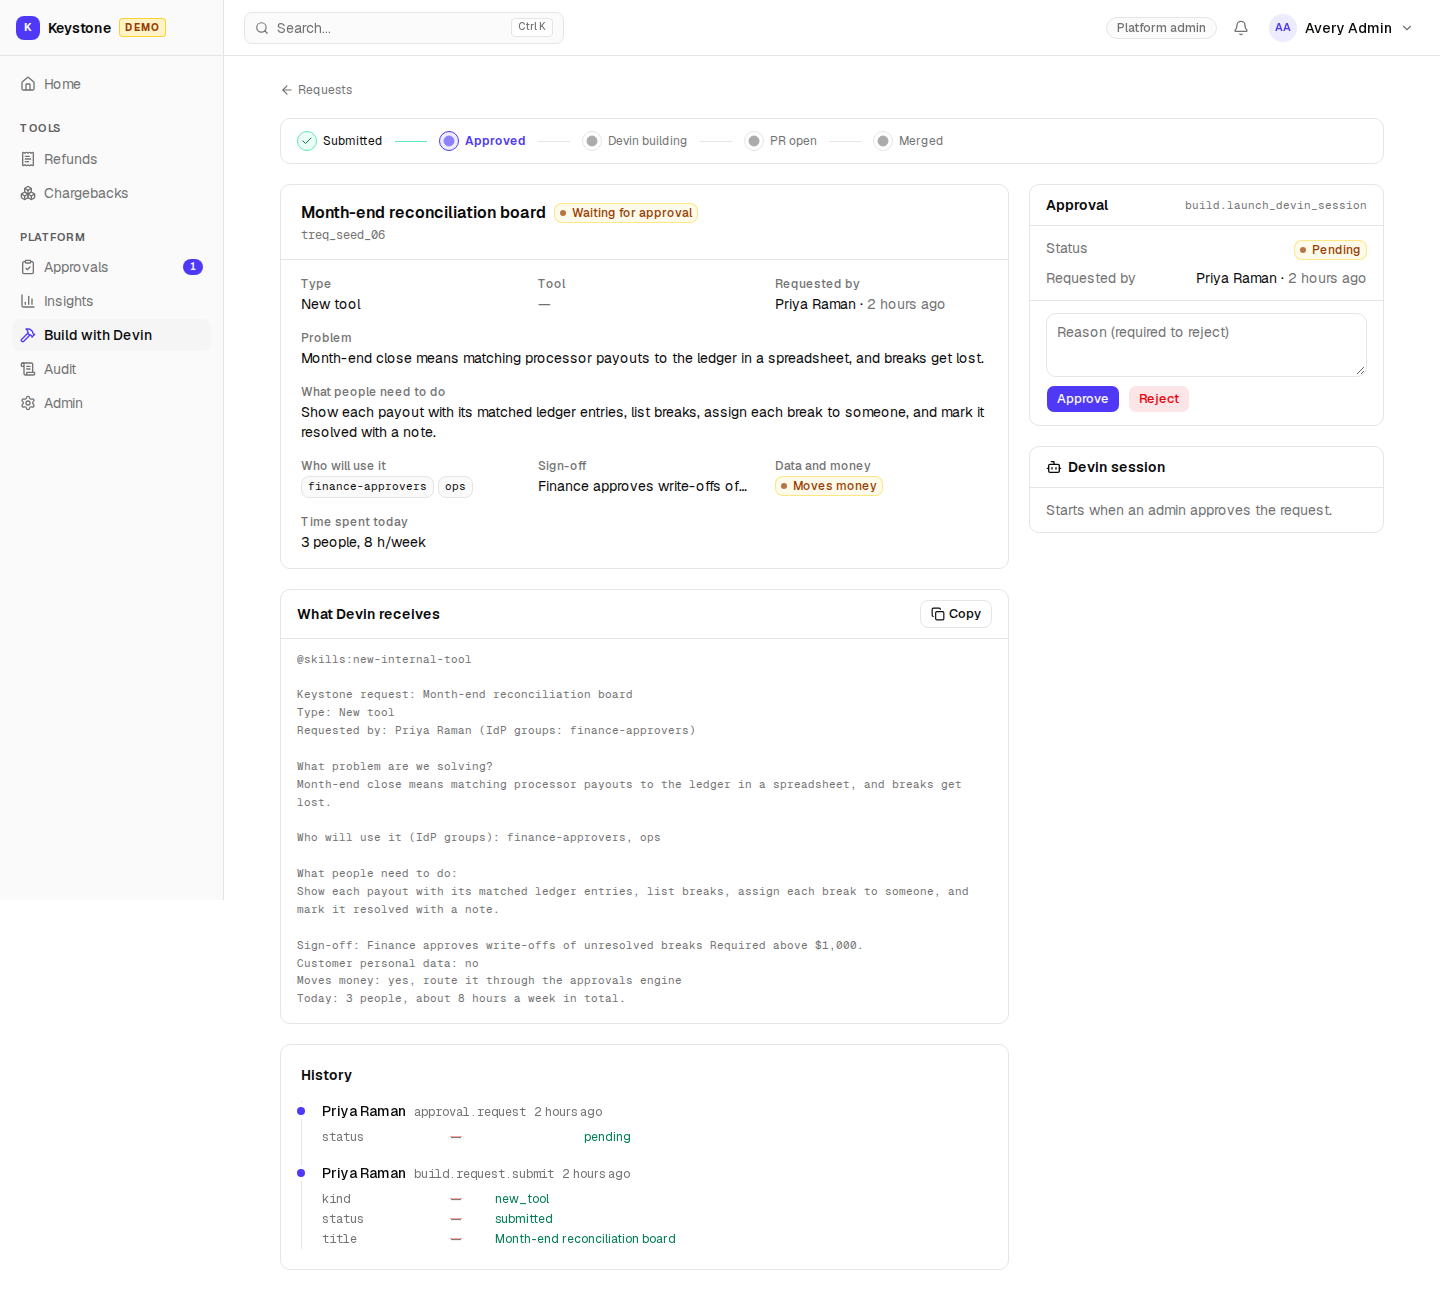 K Keystone DEMO
Search... Ctrl K
Platform admin
AA Avery Admin
Home
TOOLS
Refunds
Chargebacks
PLATFORM
Approvals 1
Insights
Build with Devin
Audit
Admin
Requests
Submitted Approved Devin building PR open Merged
Month-end reconciliation board Waiting for approval
treq_seed_06
Type Tool Requested by
New tool — Priya Raman · 2 hours ago
Problem
Month-end close means matching processor payouts to the ledger in a spreadsheet, and breaks get lost.
What people need to do
Show each payout with its matched ledger entries, list breaks, assign each break to someone, and mark it
resolved with a note.
Who will use it Sign-off Data and money
finance-approvers ops Finance approves write-offs of… Moves money
Time spent today
3 people, 8 h/week
Approval build.launch_devin_session
Status Pending
Requested by Priya Raman · 2 hours ago
Reason (required to reject)
Approve Reject
Devin session
Starts when an admin approves the request.
What Devin receives Copy
@skills:new-internal-tool
Keystone request: Month-end reconciliation board
Type: New tool
Requested by: Priya Raman (IdP groups: finance-approvers)
What problem are we solving?
Month-end close means matching processor payouts to the ledger in a spreadsheet, and breaks get
lost.
Who will use it (IdP groups): finance-approvers, ops
What people need to do:
Show each payout with its matched ledger entries, list breaks, assign each break to someone, and
mark it resolved with a note.
Sign-off: Finance approves write-offs of unresolved breaks Required above $1,000.
Customer personal data: no
Moves money: yes, route it through the approvals engine
Today: 3 people, about 8 hours a week in total.
History
Priya Raman approval.request 2 hours ago
status — pending
Priya Raman build.request.submit 2 hours ago
kind — new_tool
status — submitted
title — Month-end reconciliation board